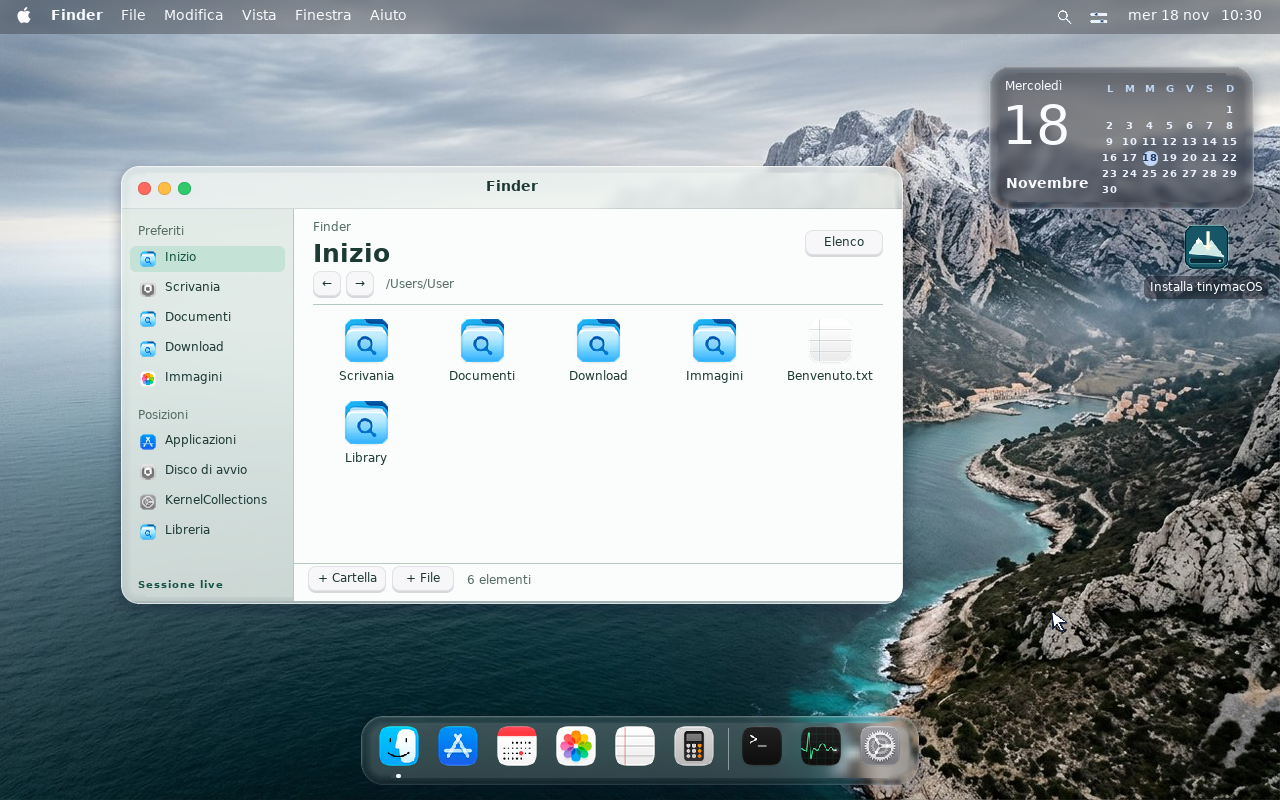 Finder File Modifica Vista Finestra Aiuto mer 18 nov 10:30
Mercoledì
18
Novembre
L M M G V S D
1
2 3 4 5 6 7 8
9 10 11 12 13 14 15
16 17 18 19 20 21 22
23 24 25 26 27 28 29
30
Installa tinymacOS
Finder
Preferiti
Inizio
Scrivania
Documenti
Download
Immagini
Posizioni
Applicazioni
Disco di avvio
KernelCollections
Libreria
Sessione live
Finder
Inizio
Elenco
← → /Users/User
Scrivania Documenti Download Immagini Benvenuto.txt
Library
+ Cartella + File 6 elementi
>_